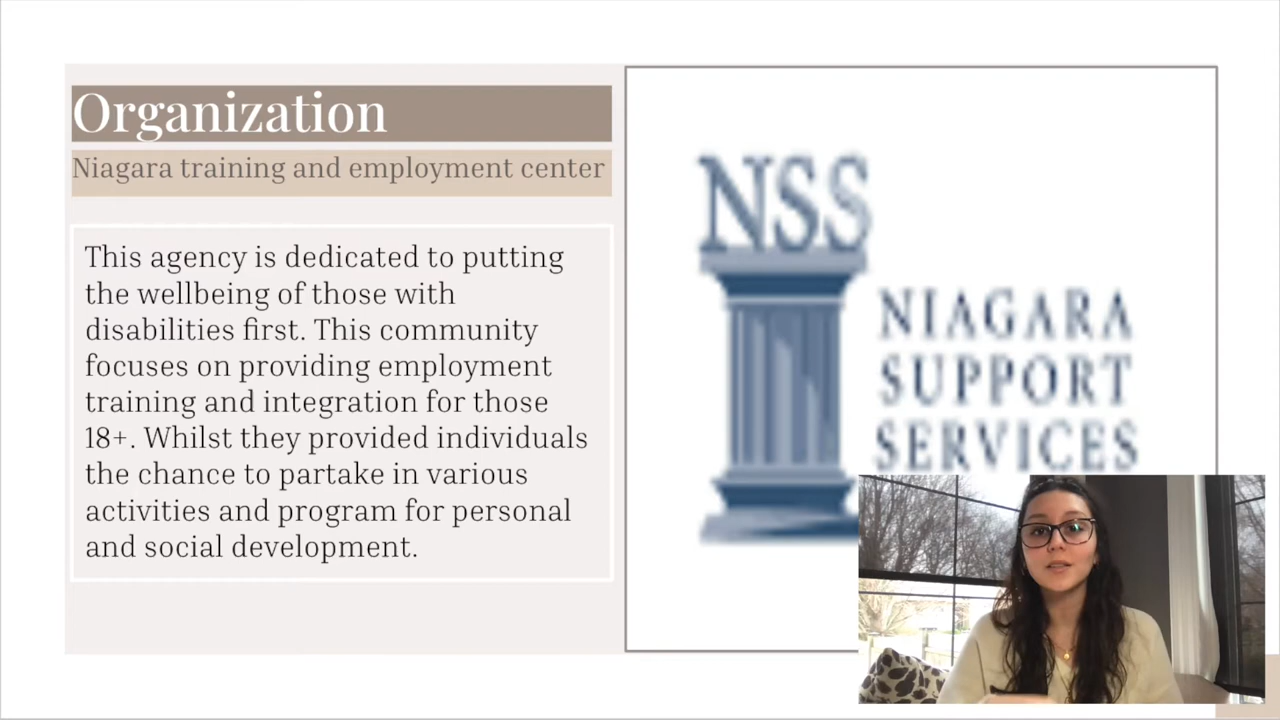 Organization
Niagara training and employment center
This agency is dedicated to putting
the wellbeing of those with
disabilities first. This community
focuses on providing employment
training and integration for those
18+. Whilst they provided individuals
the chance to partake in various
activities and program for personal
and social development.
NSS
NIAGARA
SUPPORT
SERVICES